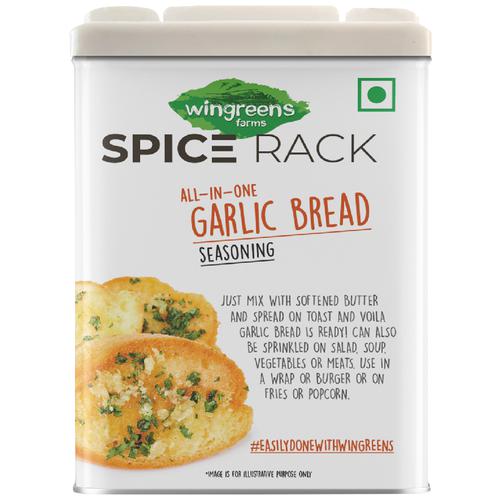 wingreens
farms
SPICE RACK
ALL-IN-ONE
GARLIC BREAD
SEASONING
JUST MIX WITH SOFTENED BUTTER
AND SPREAD ON TOAST AND VOILA
GARLIC BREAD IS READY! CAN ALSO
BE SPRINKLED ON SALAD, SOUP,
VEGETABLES OR MEATS. USE IN
A WRAP OR BURGER OR ON
FRIES OR POPCORN.
#EASILYDONEWITHWINGREENS
*IMAGE IS FOR ILLUSTRATIVE PURPOSE ONLY